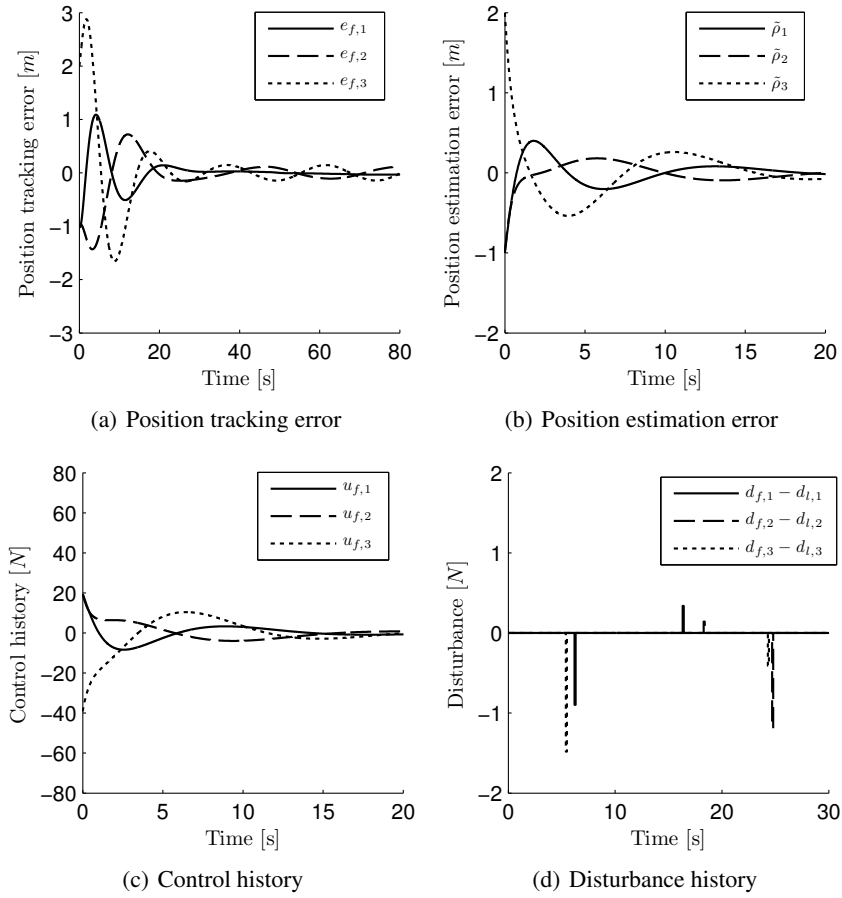 Position tracking error [m]
3
2
1
0
−1
−2
−3
0
20
40
60
80
Time [s]
e_{f,1}
e_{f,2}
e_{f,3}
(a) Position tracking error
Position estimation error [m]
2
1
0
−1
−2
0
5
10
15
20
Time [s]
ρ̃_1
ρ̃_2
ρ̃_3
(b) Position estimation error
Control history [N]
80
60
40
20
0
−20
−40
−60
−80
0
5
10
15
20
Time [s]
u_{f,1}
u_{f,2}
u_{f,3}
(c) Control history
Disturbance [N]
2
1
0
−1
−2
0
10
20
30
Time [s]
d_{f,1} − d_{l,1}
d_{f,2} − d_{l,2}
d_{f,3} − d_{l,3}
(d) Disturbance history